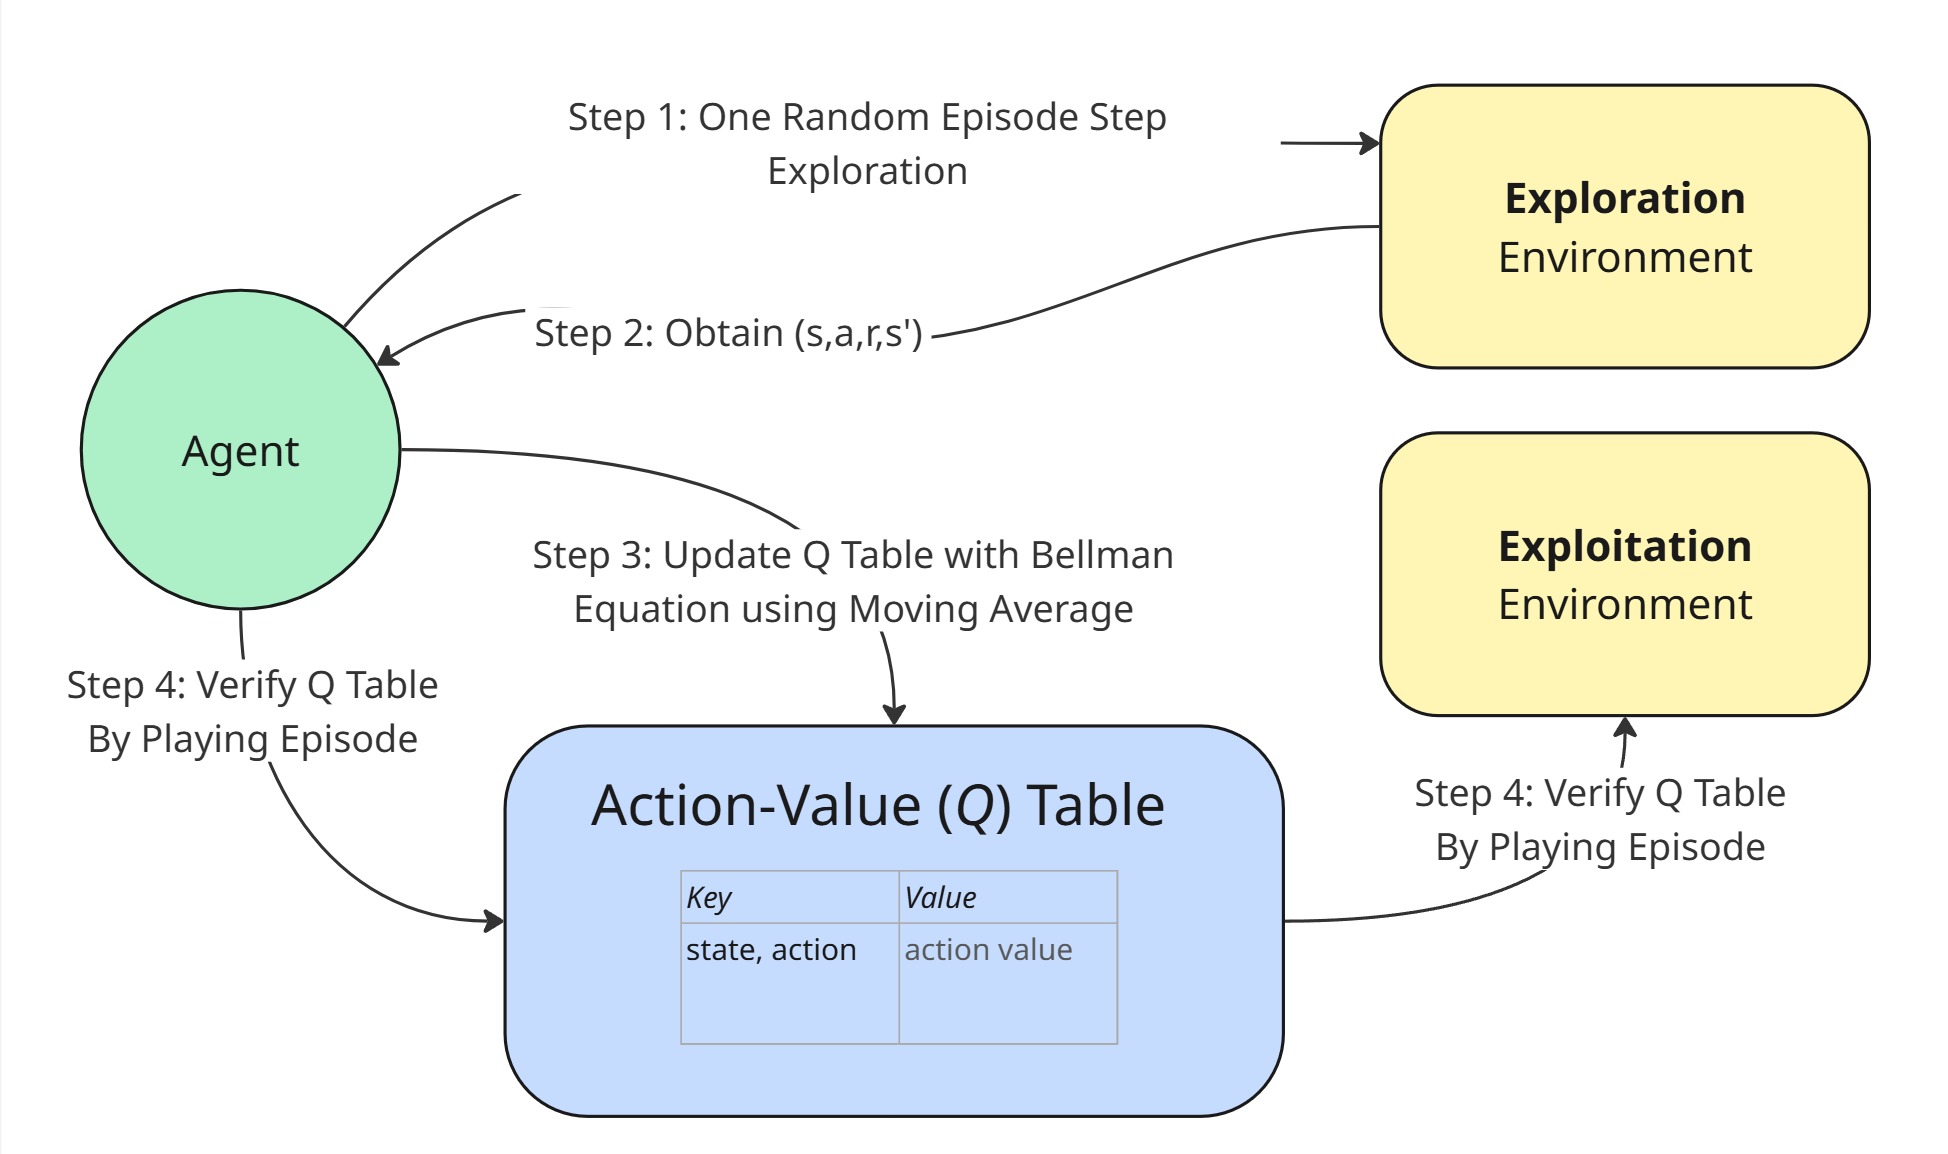 Step 1: One Random Episode Step
Exploration
Exploration
Environment
Step 2: Obtain (s,a,r,s')
Agent
Step 3: Update Q Table with Bellman
Equation using Moving Average
Exploitation
Environment
Step 4: Verify Q Table
By Playing Episode
Action-Value (Q) Table
Key Value
state, action action value
Step 4: Verify Q Table
By Playing Episode